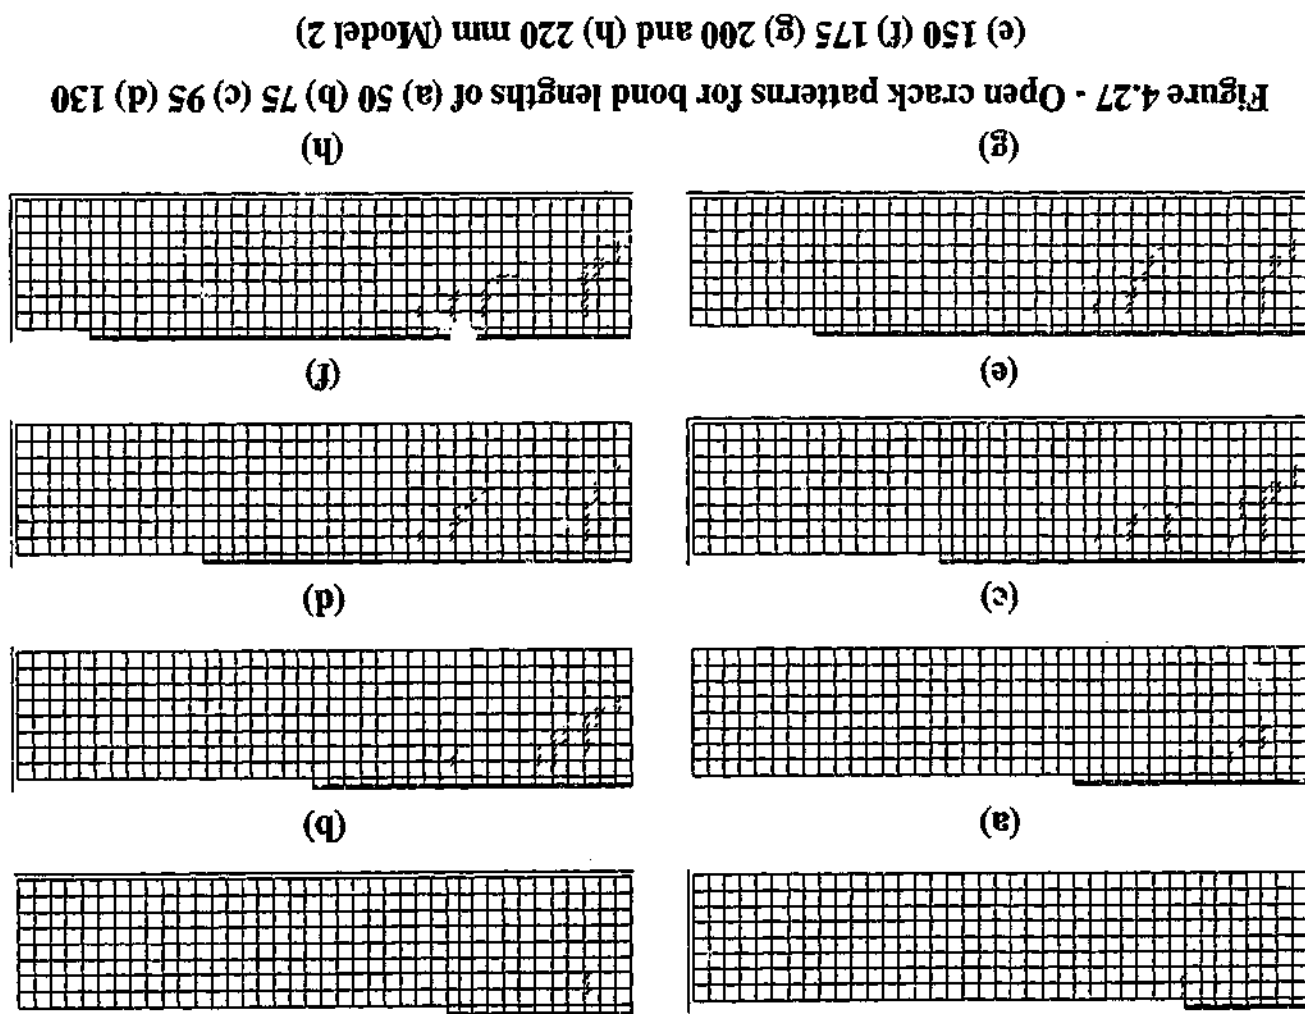 (a) (b)
(c) (d)
(e) (f)
(g) (h)
Figure 4.27 - Open crack patterns for bond lengths of (a) 50 (b) 75 (c) 95 (d) 130
(e) 150 (f) 175 (g) 200 and (h) 220 mm (Model 2)